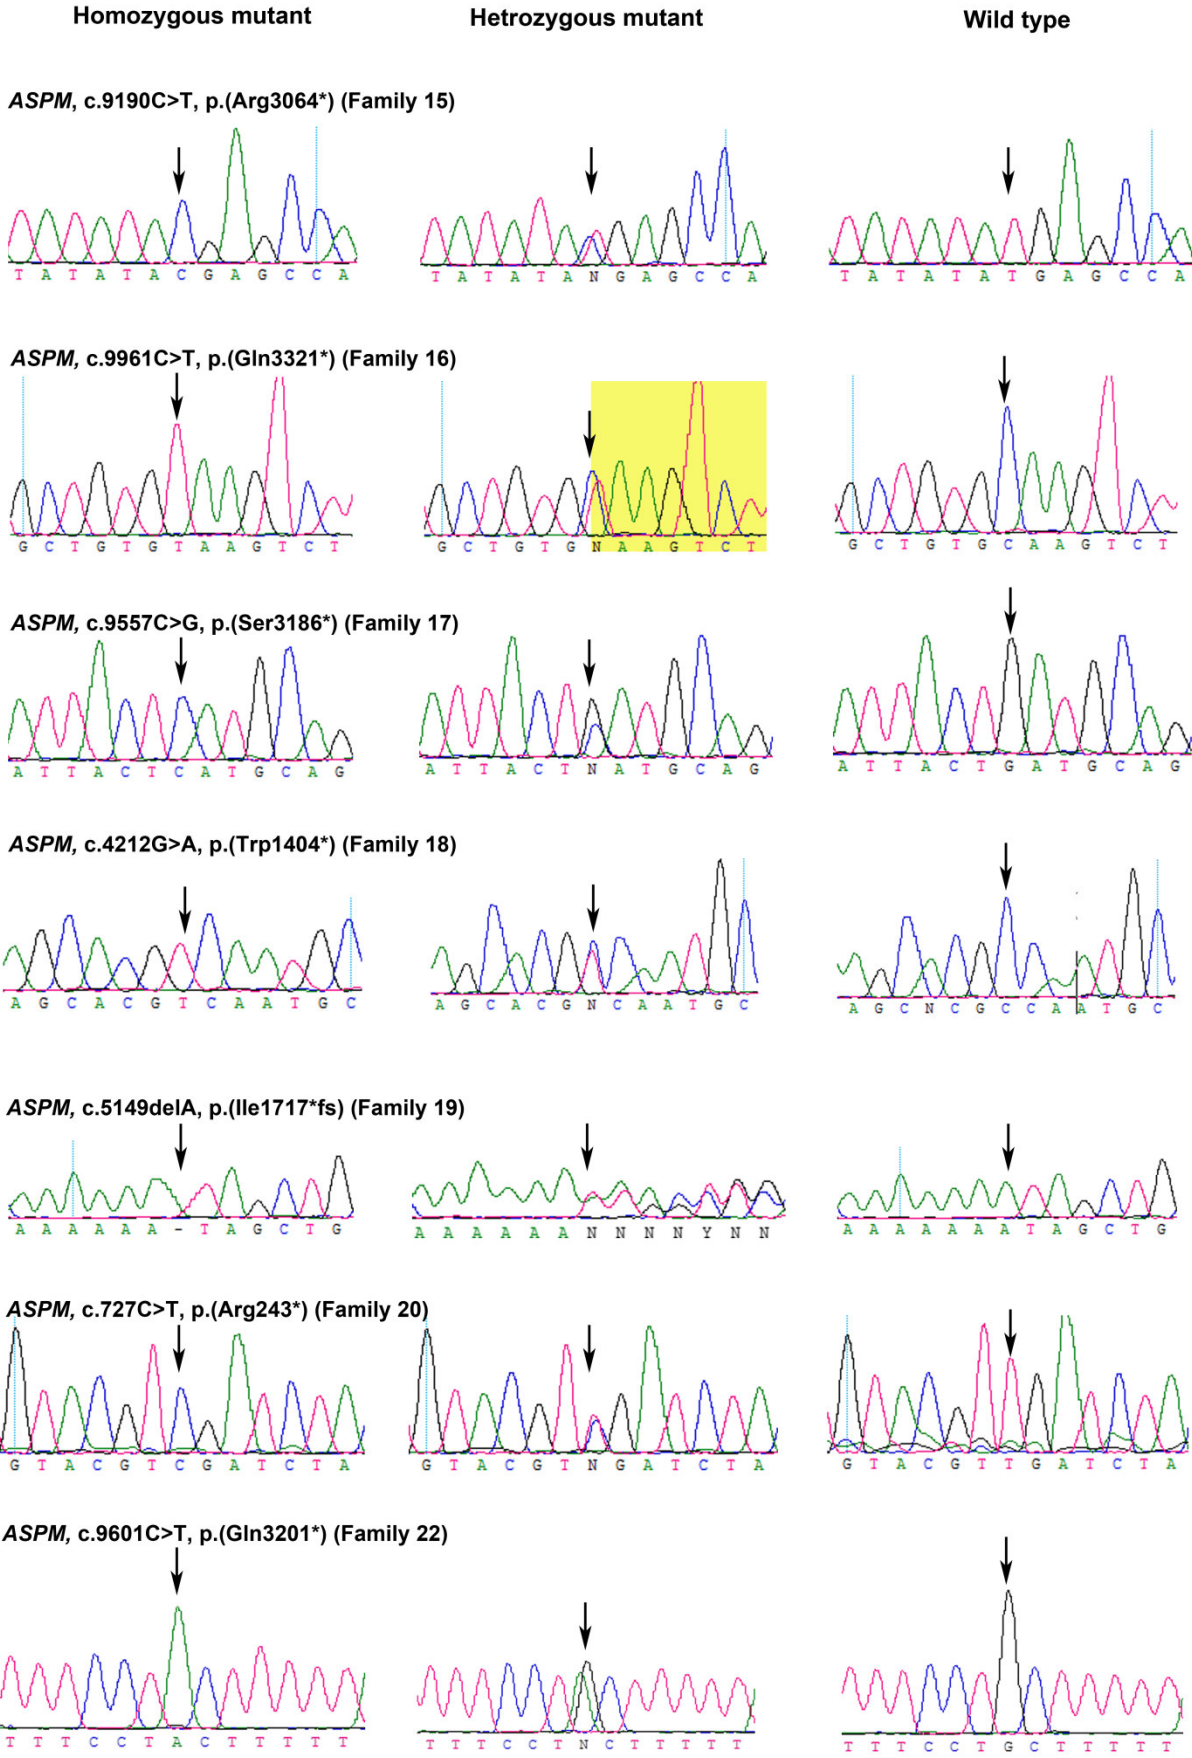 Homozygous mutant Hetrozygous mutant Wild type
ASPM, c.9190C>T, p.(Arg3064*) (Family 15)
T A T A T A C G A G C C A T A T A T A N G A G C C A T A T A T A T G A G C C A
ASPM, c.9961C>T, p.(Gln3321*) (Family 16)
G C T G T G T A A G T C T G C T G T G N A A G T C T G C T G T G C A A G T C T
ASPM, c.9557C>G, p.(Ser3186*) (Family 17)
A T T A C T C A T G C A G A T T A C T N A T G C A G A T T A C T G A T G C A G
ASPM, c.4212G>A, p.(Trp1404*) (Family 18)
A G C A C G T C A A T G C A G C A C G N C A A T G C A G C N C G C C A A T G C
ASPM, c.5149delA, p.(Ile1717*fs) (Family 19)
A A A A A A - T A G C T G A A A A A A N N N N Y N N A A A A A A A T A G C T G
ASPM, c.727C>T, p.(Arg243*) (Family 20)
G T A C G T C G A T C T A G T A C G T N G A T C T A G T A C G T T G A T C T A
ASPM, c.9601C>T, p.(Gln3201*) (Family 22)
T T T C C T A C T T T T T T T T C C T N C T T T T T T T T C C T G C T T T T T